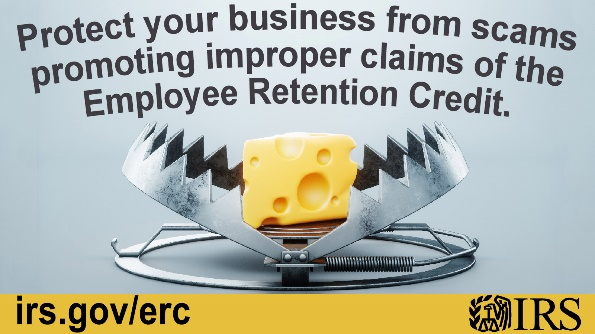 Protect your business from scams
promoting improper claims of the
Employee Retention Credit.
irs.gov/erc
IRS